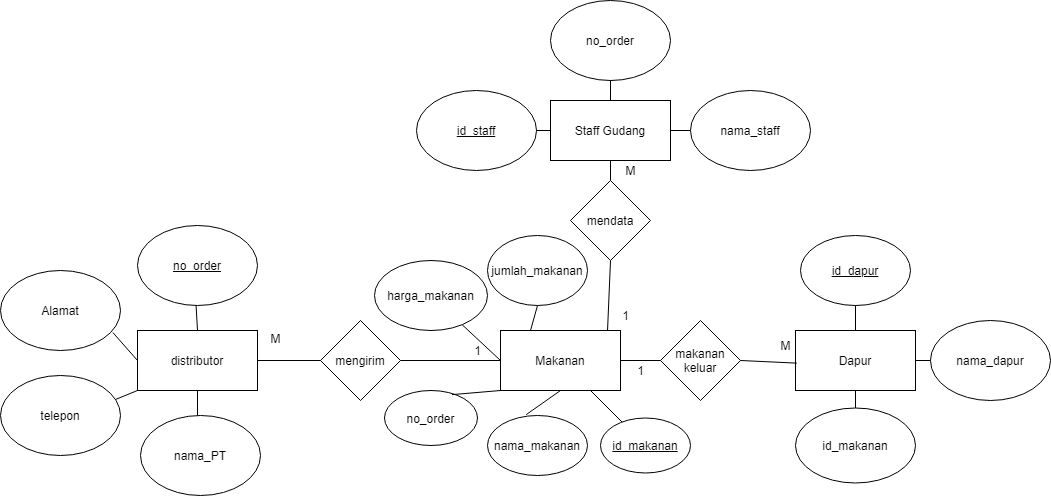 no_order
id_staff
Staff Gudang
nama_staff
M
mendata
no_order
jumlah_makanan
id_dapur
harga_makanan
Alamat
1
M
distributor
mengirim
1
Makanan
1
makanan
keluar
M
Dapur
nama_dapur
telepon
no_order
nama_PT
nama_makanan
id_makanan
id_makanan